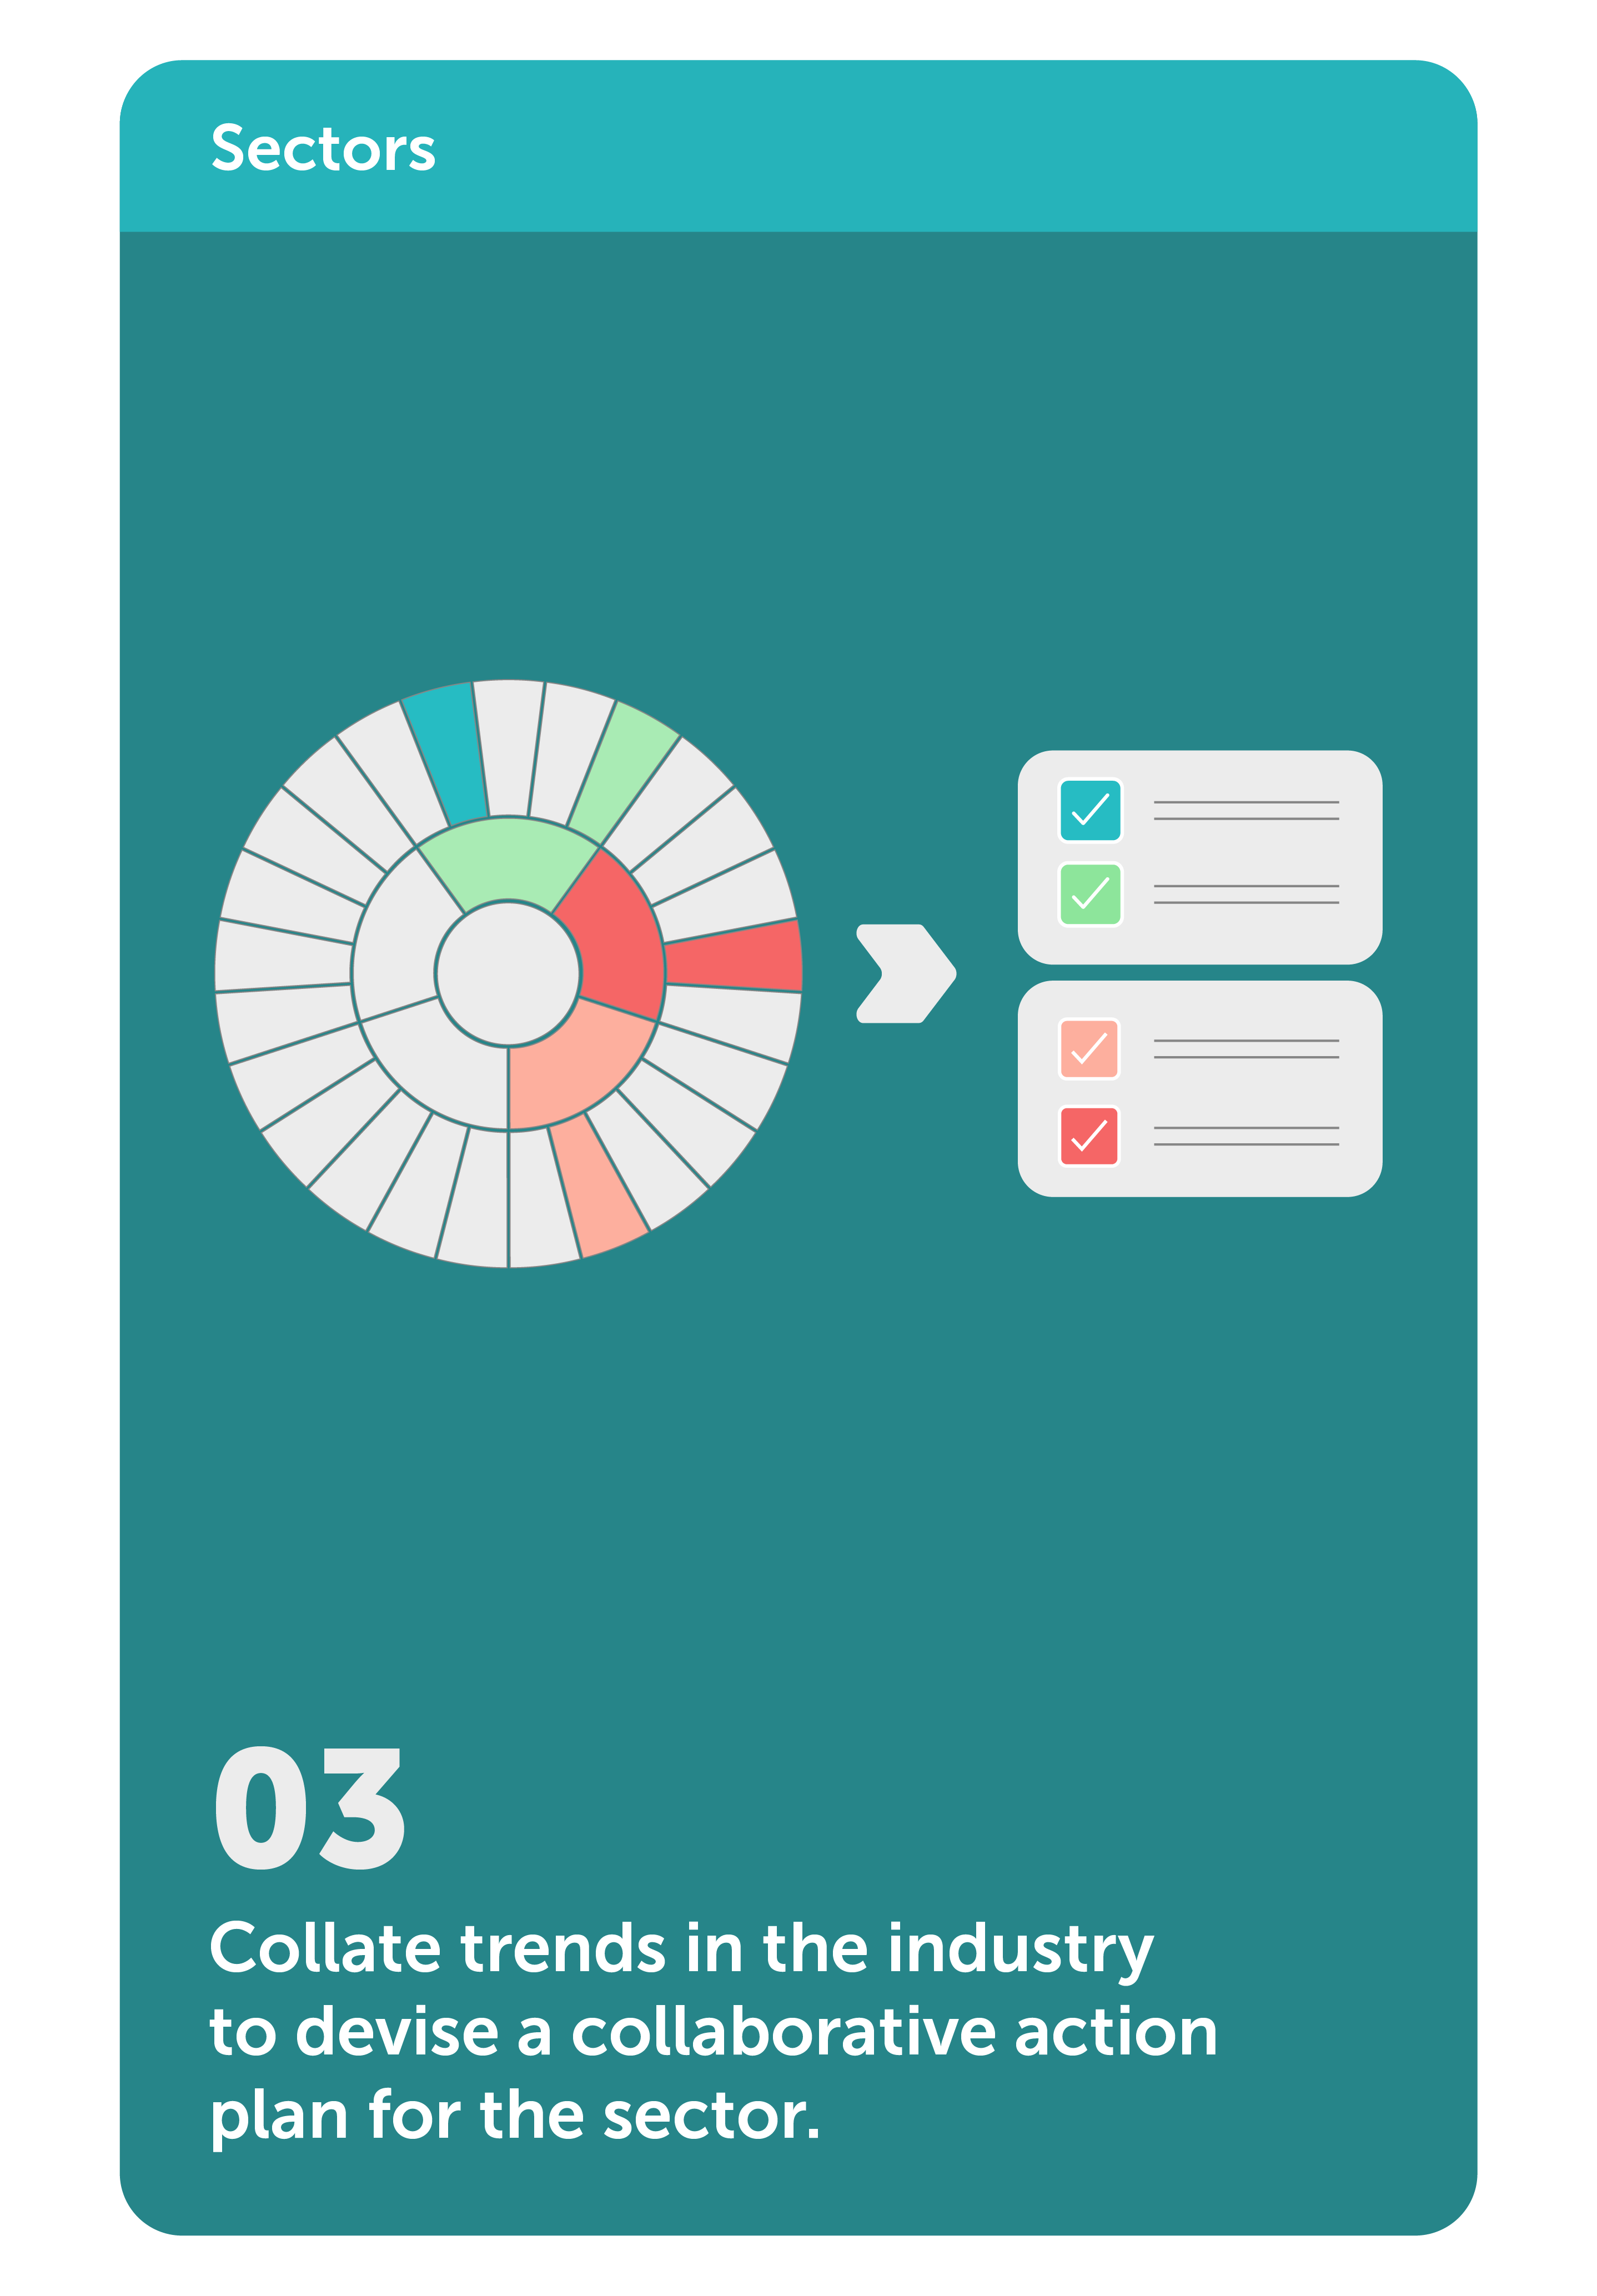 Sectors
03
Collate trends in the industry
to devise a collaborative action
plan for the sector.